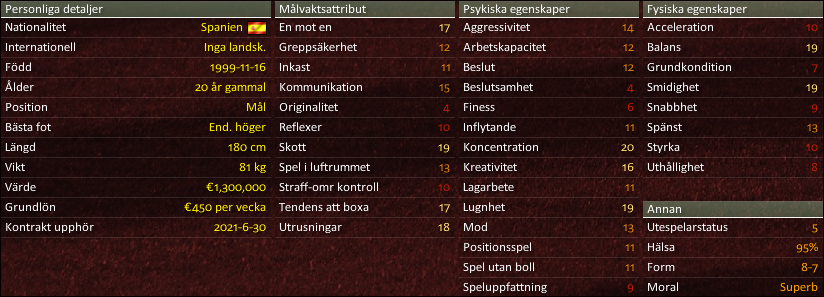 Personliga detaljer
Nationalitet Spanien
Internationell Inga landsk.
Född 1999-11-16
Ålder 20 år gammal
Position Mål
Bästa fot End. höger
Längd 180 cm
Vikt 81 kg
Värde €1,300,000
Grundlön €450 per vecka
Kontrakt upphör 2021-6-30
Målvaktsattribut
En mot en 17
Greppsäkerhet 12
Inkast 11
Kommunikation 15
Originalitet 4
Reflexer 10
Skott 19
Spel i luftrummet 13
Straff-omr kontroll 10
Tendens att boxa 17
Utrusningar 18
Psykiska egenskaper
Aggressivitet 14
Arbetskapacitet 12
Beslut 12
Beslutsamhet 4
Finess 6
Inflytande 11
Koncentration 20
Kreativitet 16
Lagarbete 11
Lugnhet 19
Mod 13
Positionsspel 11
Spel utan boll 11
Speluppfattning 9
Fysiska egenskaper
Acceleration 10
Balans 19
Grundkondition 7
Smidighet 19
Snabbhet 9
Spänst 13
Styrka 10
Uthållighet 8
Annan
Utespelarstatus 5
Hälsa 95%
Form 8-7
Moral Superb